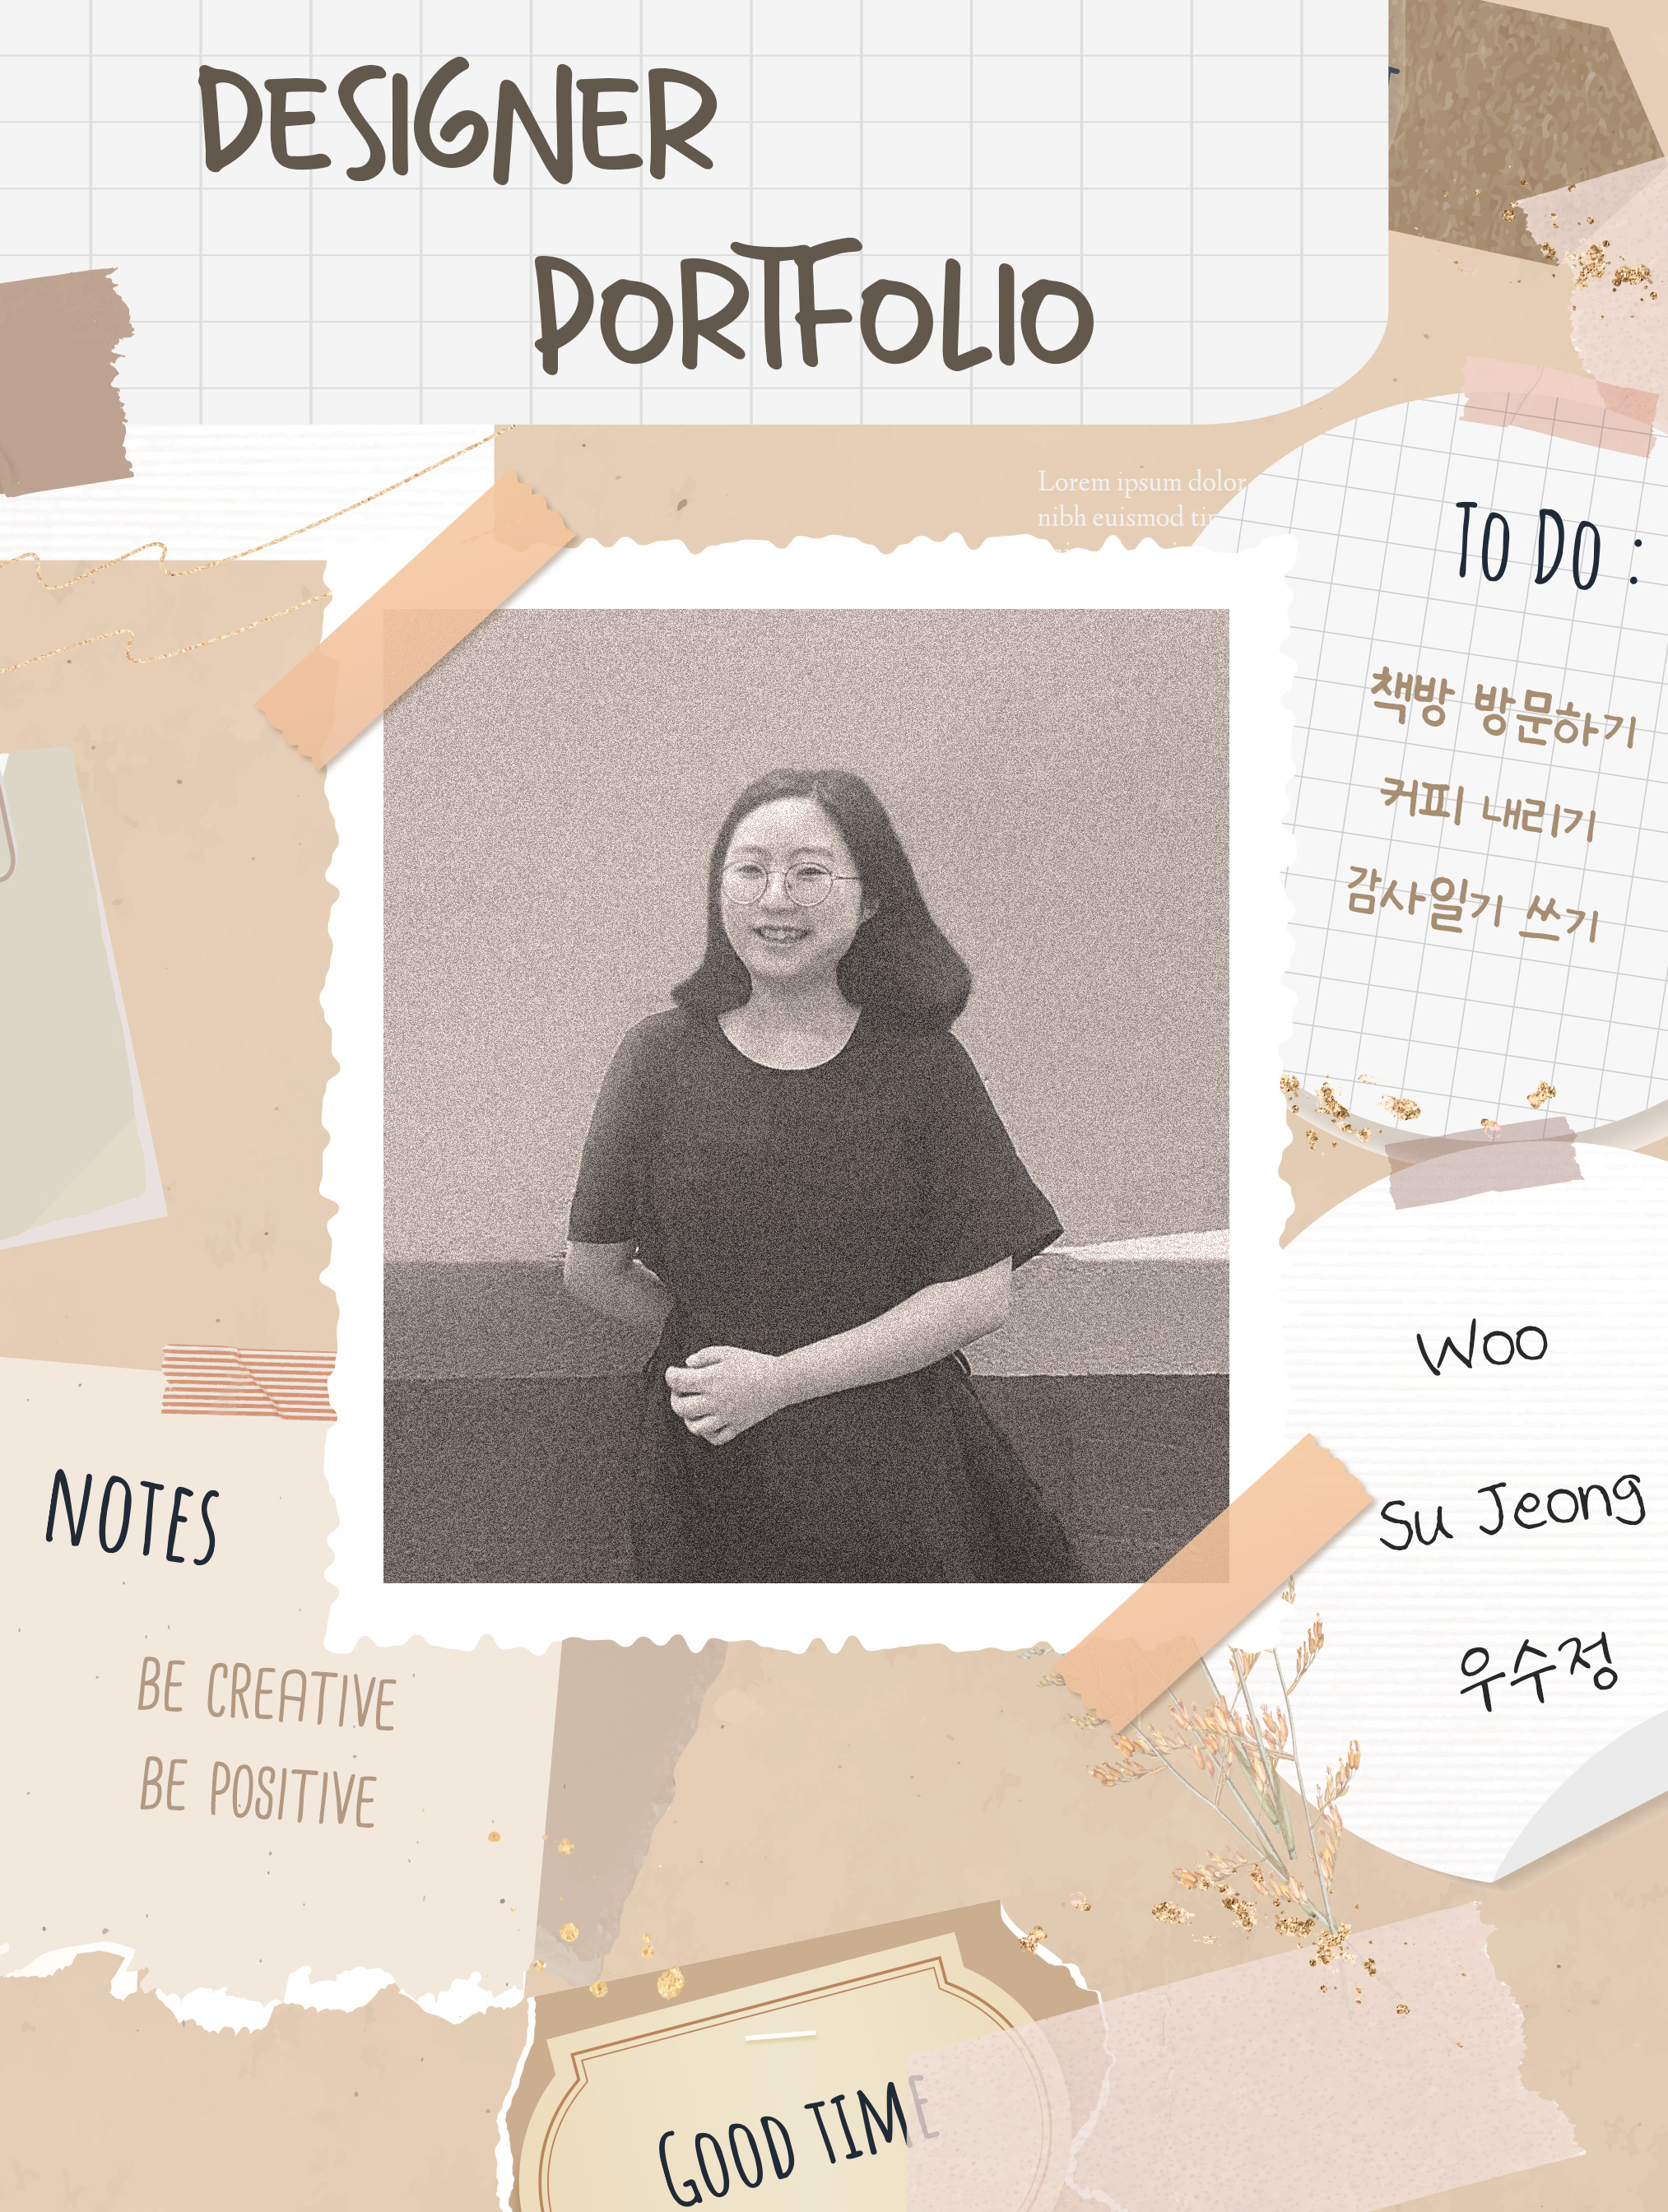 DESIGNER
PORTFOLIO
Lorem ipsum dolor
nibh euismod
TO DO :
책방 방문하기
커피 내리기
감사일기 쓰기
Woo
Su Jeong
우수정
NOTES
BE CREATIVE
BE POSITIVE
GOOD TIME